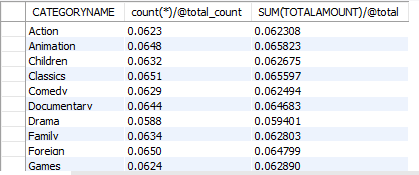 CATEGORYNAME count(*)/@total_count SUM(TOTALAMOUNT)/@total
Action 0.0623 0.062308
Animation 0.0648 0.065823
Children 0.0632 0.062675
Classics 0.0651 0.065597
Comedy 0.0629 0.062494
Documentary 0.0644 0.064683
Drama 0.0588 0.059401
Family 0.0634 0.062803
Foreign 0.0650 0.064799
Games 0.0624 0.062890